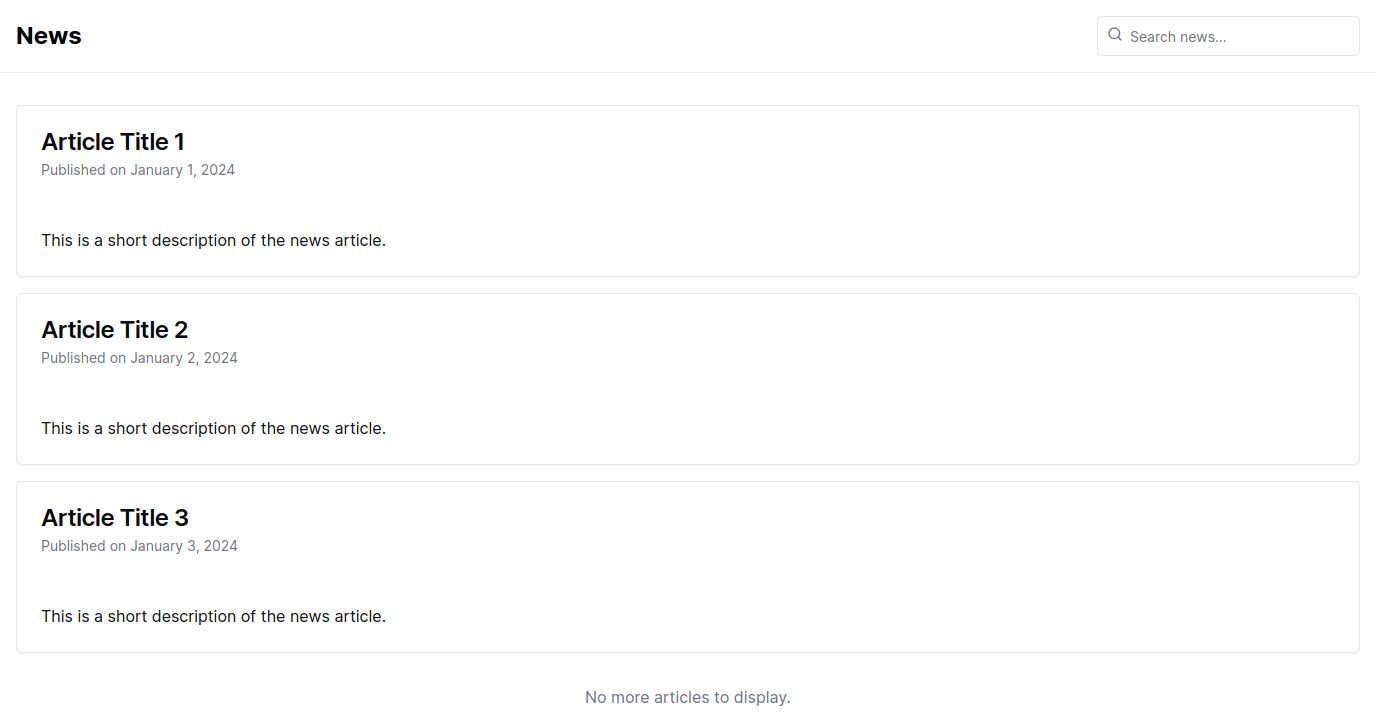 News
Search news...
Article Title 1
Published on January 1, 2024
This is a short description of the news article.
Article Title 2
Published on January 2, 2024
This is a short description of the news article.
Article Title 3
Published on January 3, 2024
This is a short description of the news article.
No more articles to display.